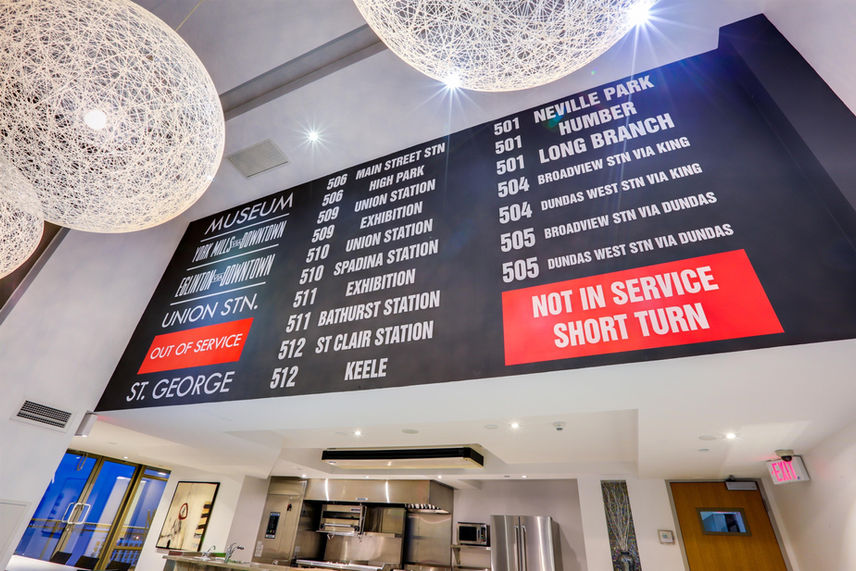 MUSEUM
YORK MILLS VIA DOWNTOWN
EGLINTON VIA DOWNTOWN
UNION STN.
OUT OF SERVICE
ST. GEORGE
506 MAIN STREET STN
506 HIGH PARK
509 UNION STATION
509 EXHIBITION
510 UNION STATION
510 SPADINA STATION
511 EXHIBITION
511 BATHURST STATION
512 ST CLAIR STATION
512 KEELE
501 NEVILLE PARK
501 HUMBER
501 LONG BRANCH
504 BROADVIEW STN VIA KING
504 DUNDAS WEST STN VIA KING
505 BROADVIEW STN VIA DUNDAS
505 DUNDAS WEST STN VIA DUNDAS
NOT IN SERVICE
SHORT TURN
EXIT